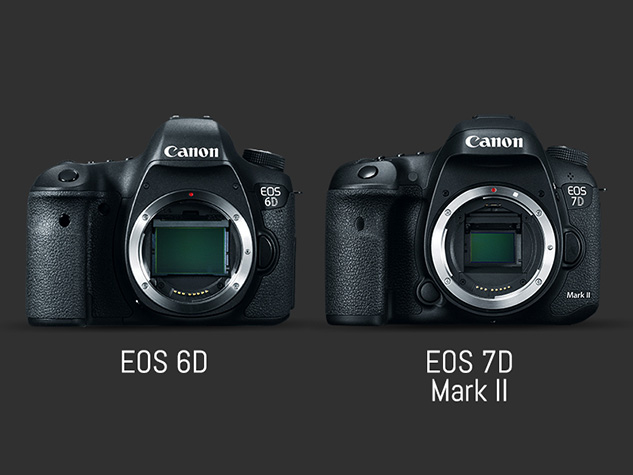 Canon
EOS
6D
Canon
EOS
7D
Mark II
EOS 6D
EOS 7D
Mark II